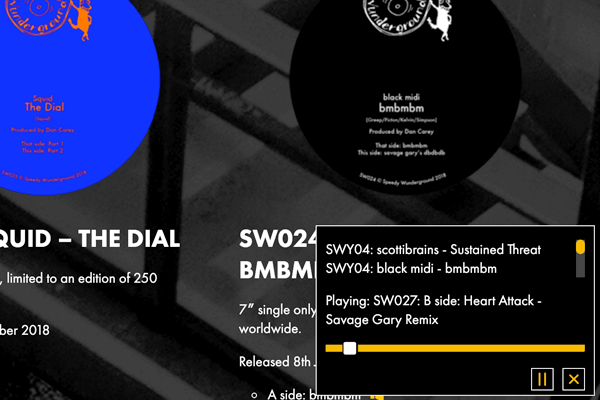 Wunderground
Squid
The Dial
[Squid]
Produced by Dan Carey
That side: Part 1
This side: Part 2
© Speedy Wunderground 2018
Wunderground
black midi
bmbmbm
[Greep/Picton/Kelvin/Simpson]
Produced by Dan Carey
That side: bmbmbm
This side: savage gary's dbdbdb
SW024 © Speedy Wunderground 2018
QUID – THE DIAL
, limited to an edition of 250
ber 2018
SW024
BMBM
7" single only
worldwide.
Released 8th
A side: bmbmbm
SWY04: scottibrains - Sustained Threat
SWY04: black midi - bmbmbm
Playing: SW027: B side: Heart Attack -
Savage Gary Remix